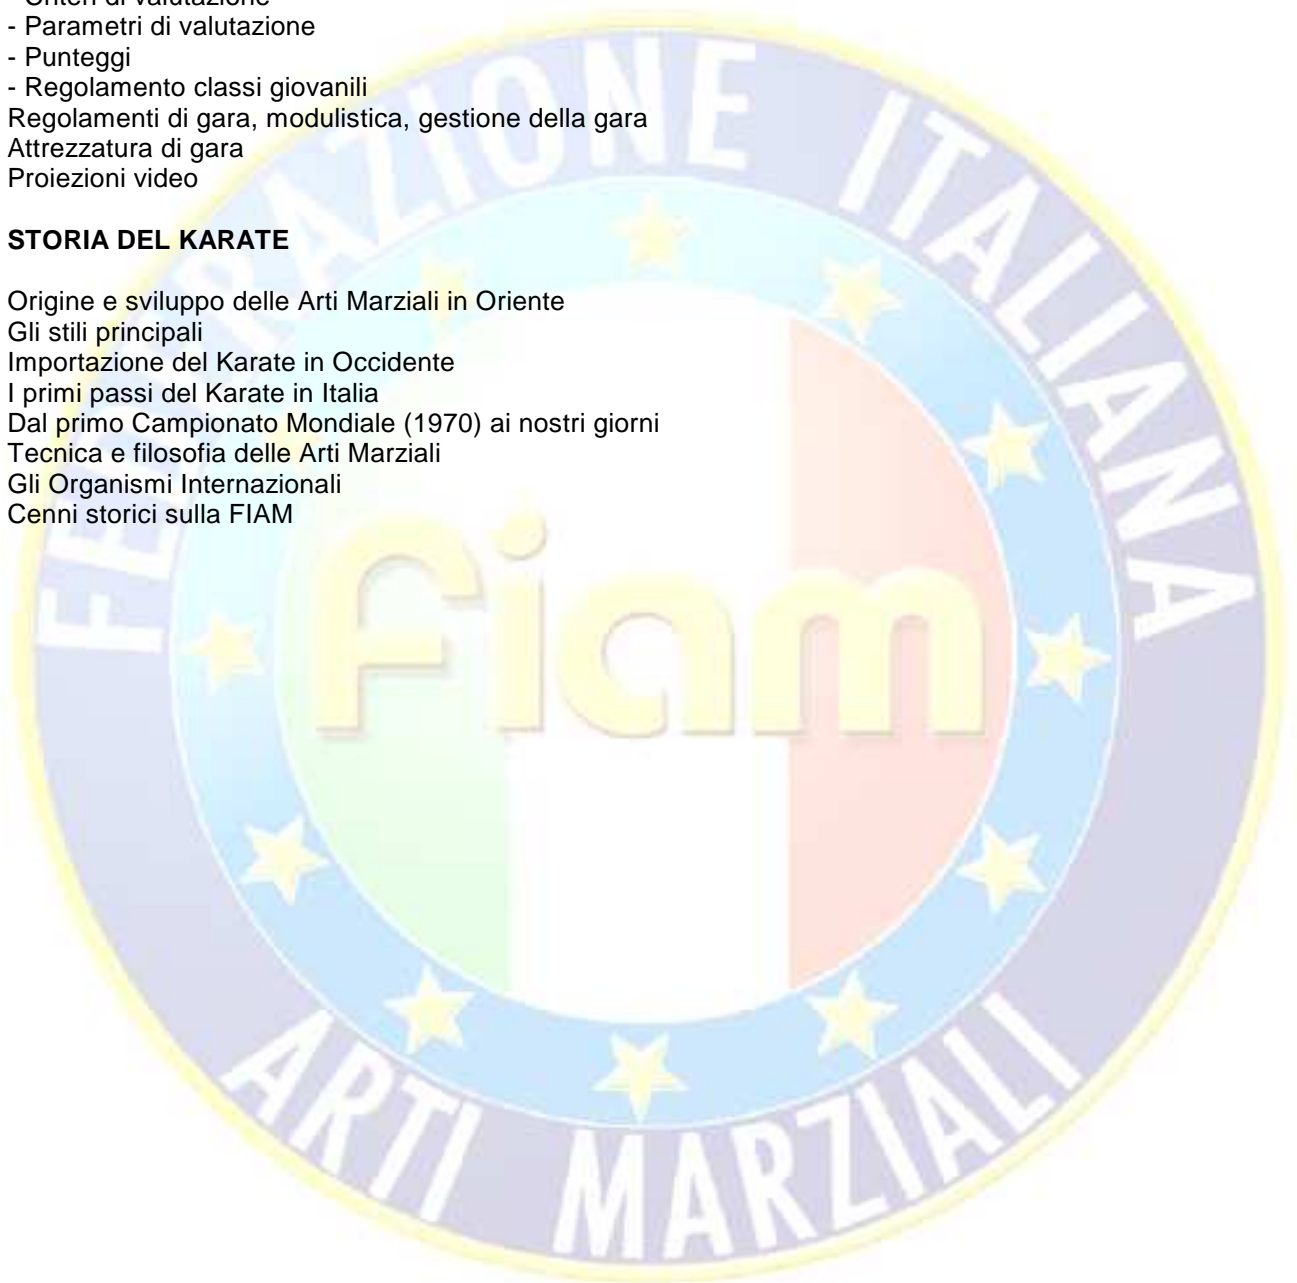 - Criteri di valutazione
- Parametri di valutazione
- Punteggi
- Regolamento classi giovanili
Regolamenti di gara, modulistica, gestione della gara
Attrezzatura di gara
Proiezioni video
STORIA DEL KARATE
Origine e sviluppo delle Arti Marziali in Oriente
Gli stili principali
Importazione del Karate in Occidente
I primi passi del Karate in Italia
Dal primo Campionato Mondiale (1970) ai nostri giorni
Tecnica e filosofia delle Arti Marziali
Gli Organismi Internazionali
Cenni storici sulla FIAM
FEDERAZIONE ITALIANA
Fiam
ARTI MARZIALI